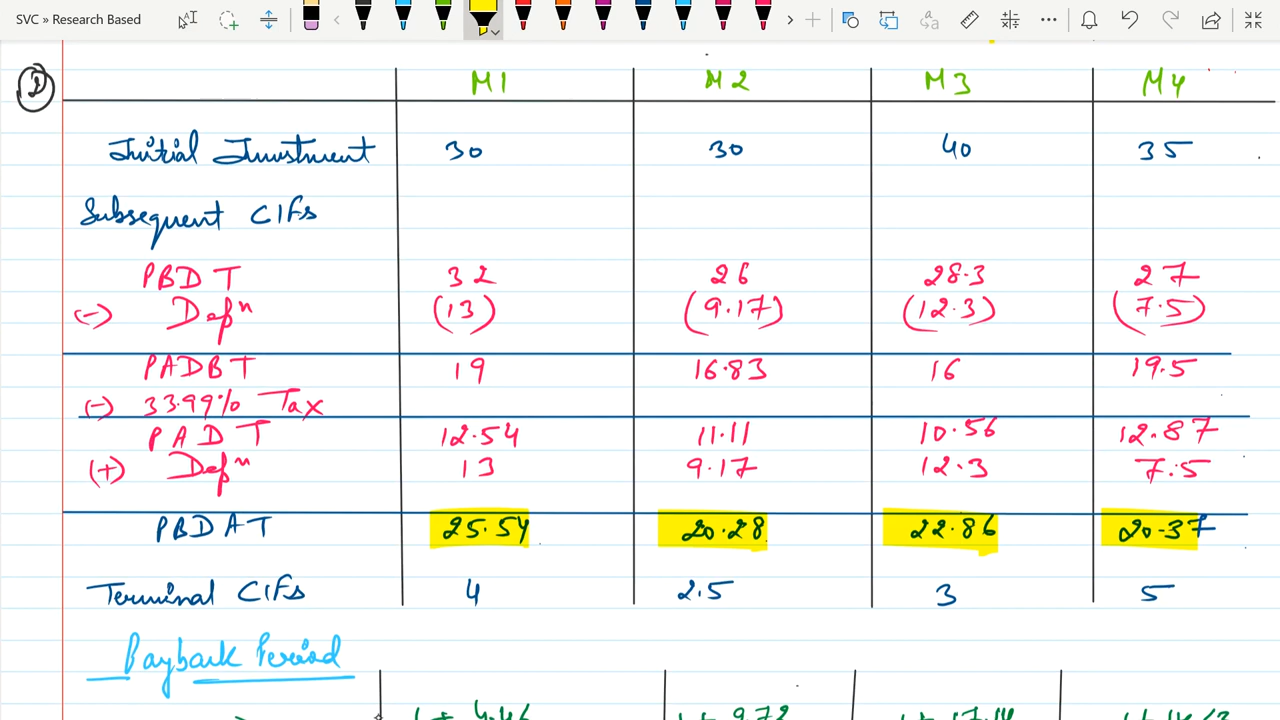 SVC » Research Based
① M1 M2 M3 M4
Initial Investment 30 30 40 35
Subsequent CIFs
PBDT 32 26 28.3 27
(-) Depⁿ (13) (9.17) (12.3) (7.5)
PADBT 19 16.83 16 19.5
(-) 33.99% Tax
PADT 12.54 11.11 10.56 12.87
(+) Depⁿ 13 9.17 12.3 7.5
PBDAT 25.54 20.28 22.86 20.37
Terminal CIFs 4 2.5 3 5
Payback Period